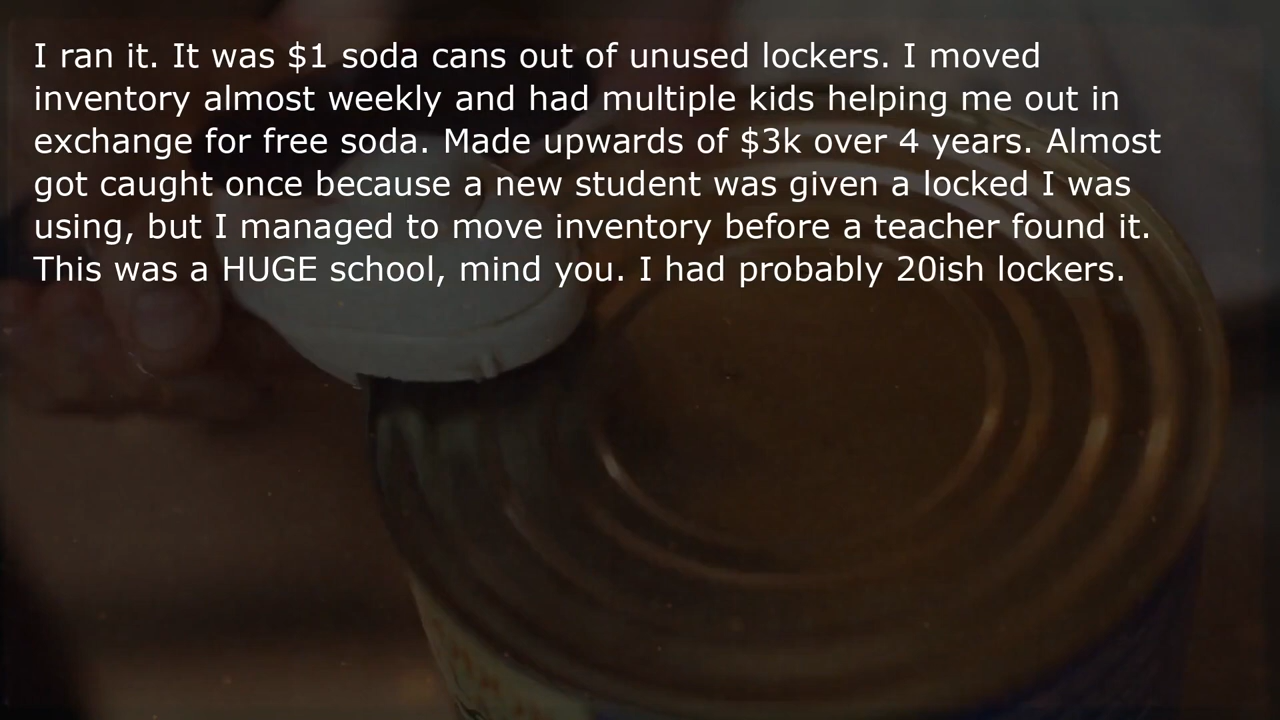 I ran it. It was $1 soda cans out of unused lockers. I moved
inventory almost weekly and had multiple kids helping me out in
exchange for free soda. Made upwards of $3k over 4 years. Almost
got caught once because a new student was given a locked I was
using, but I managed to move inventory before a teacher found it.
This was a HUGE school, mind you. I had probably 20ish lockers.